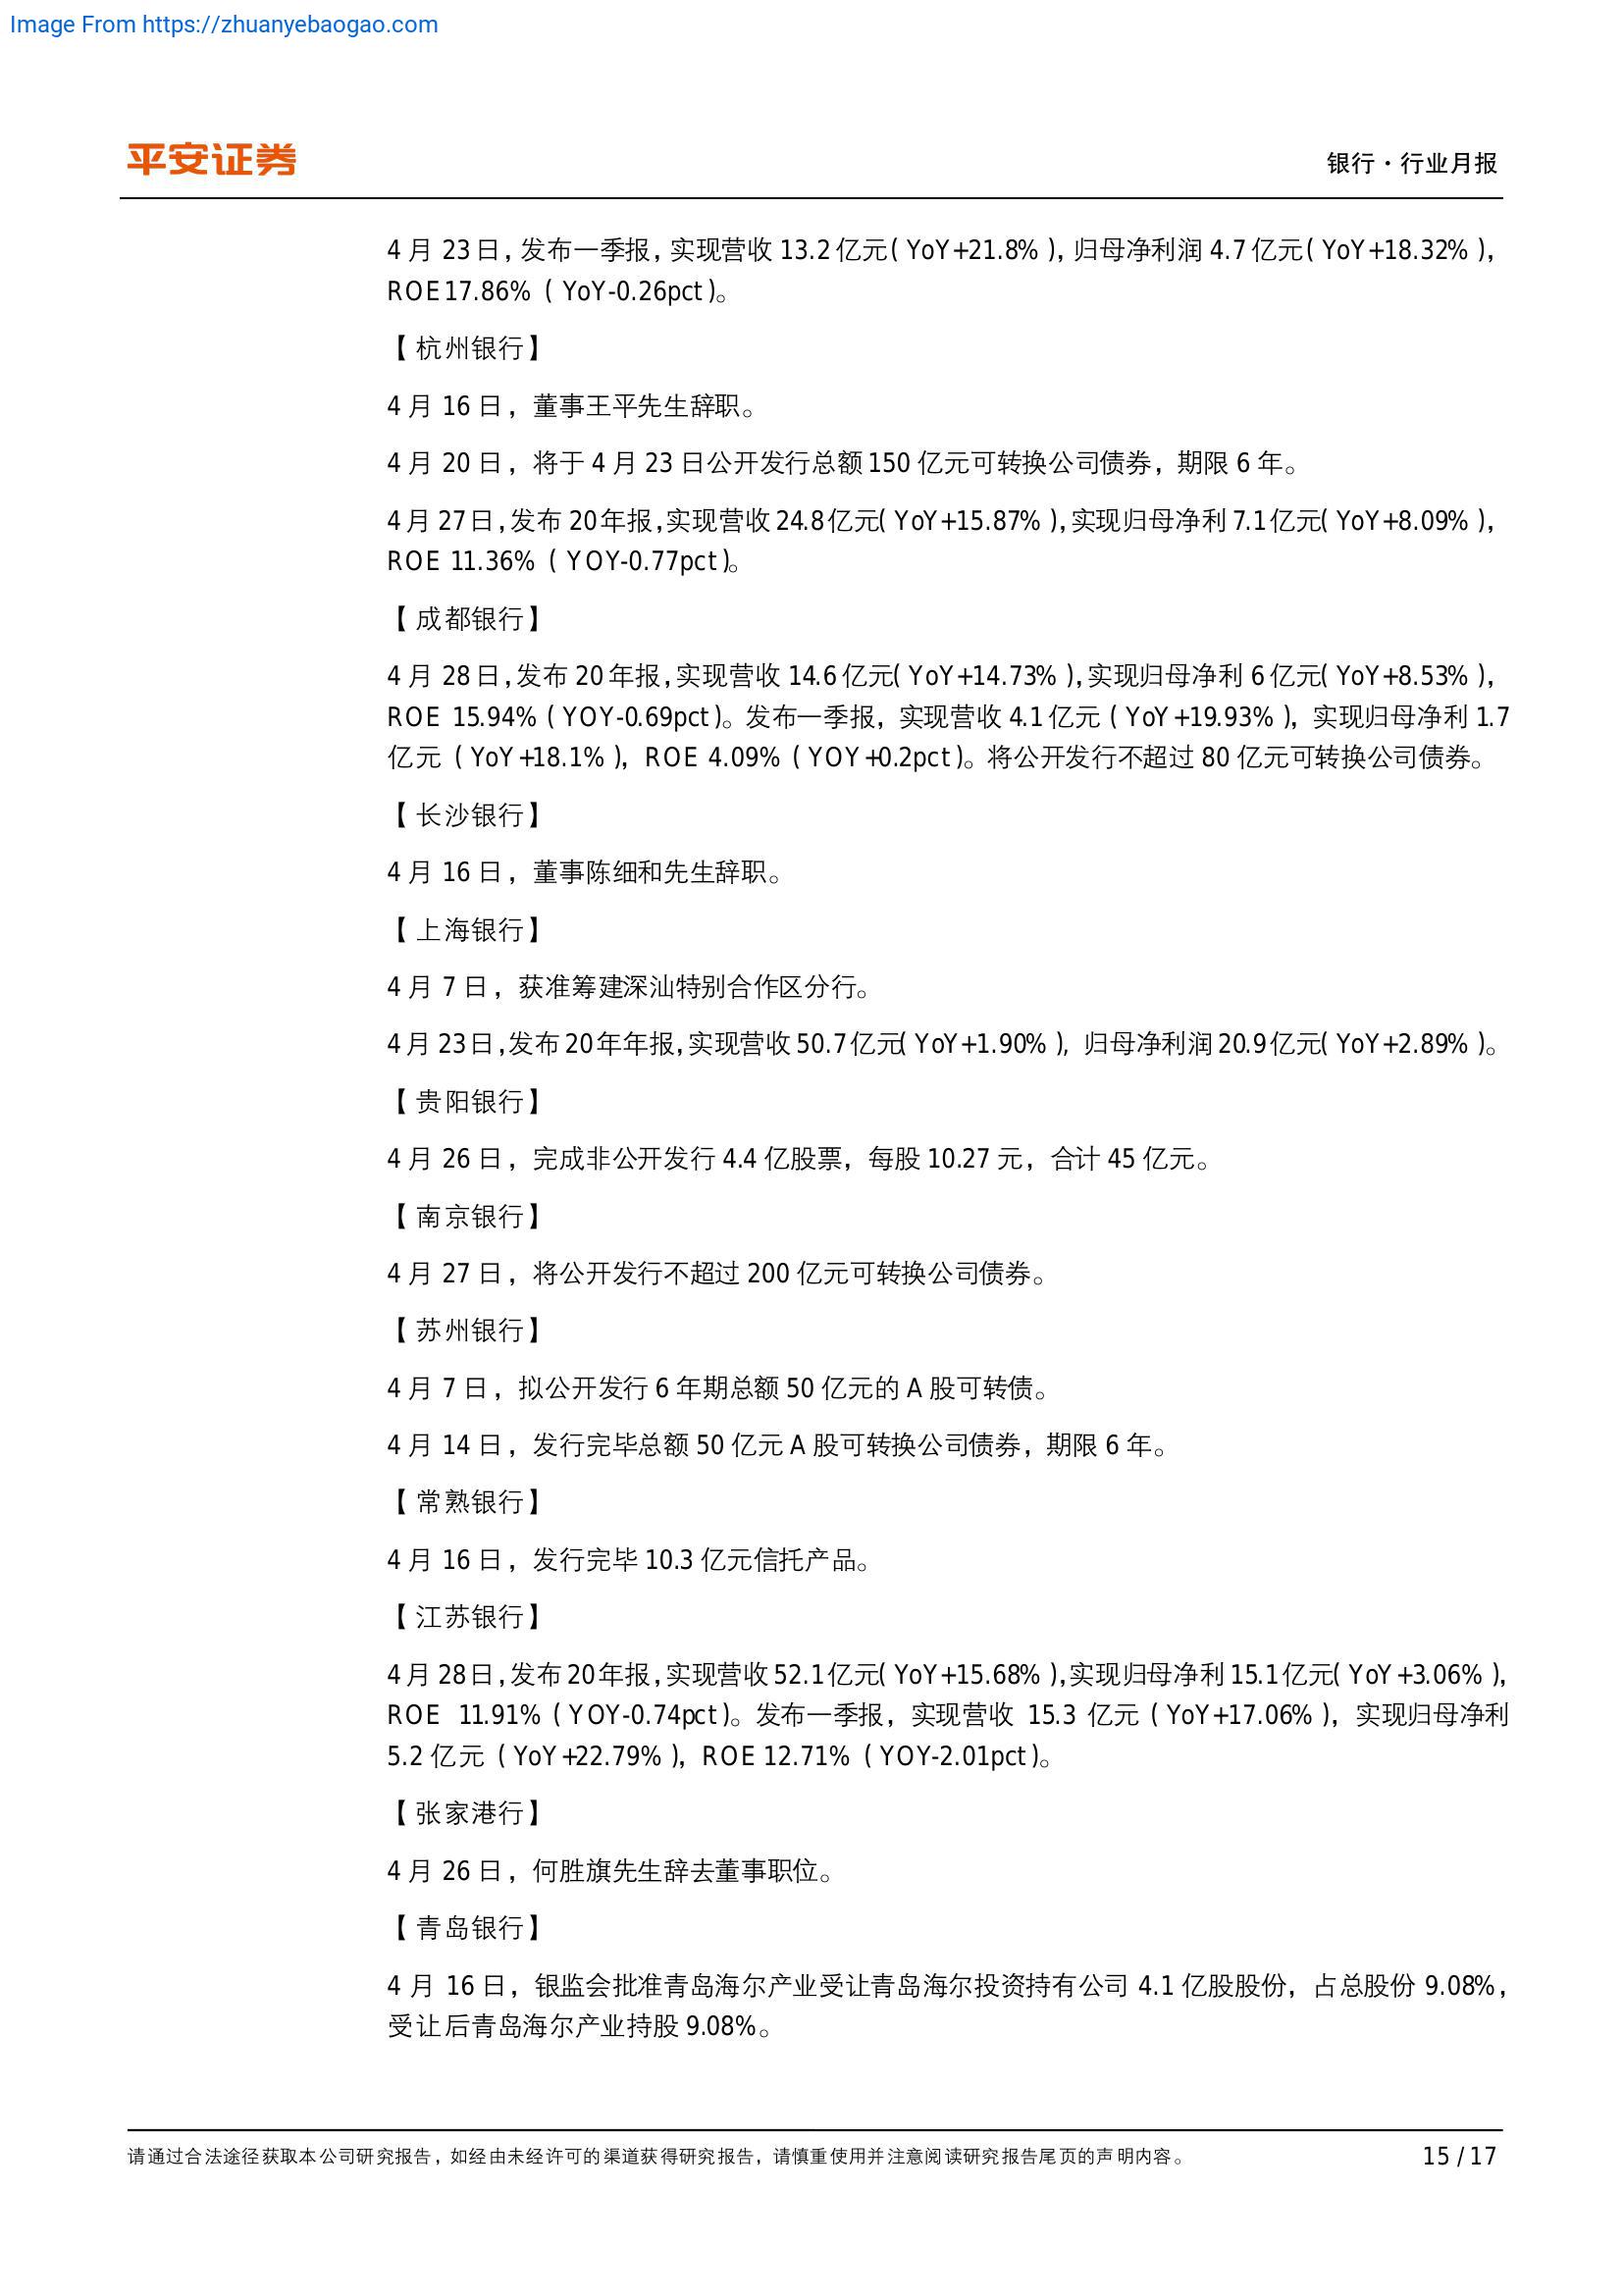 Image From https://zhuanyebaogao.com
平安证券
银行·行业月报
4 月 23 日，发布一季报，实现营收 13.2 亿元（YoY+21.8%），归母净利润 4.7 亿元（YoY+18.32%），
ROE 17.86%（YoY-0.26pct）。
【杭州银行】
4 月 16 日，董事王平先生辞职。
4 月 20 日，将于 4 月 23 日公开发行总额 150 亿元可转换公司债券，期限 6 年。
4 月 27 日，发布 20 年报，实现营收 24.8 亿元（YoY+15.87%），实现归母净利 7.1 亿元（YoY+8.09%），
ROE 11.36%（YOY-0.77pct）。
【成都银行】
4 月 28 日，发布 20 年报，实现营收 14.6 亿元（YoY+14.73%），实现归母净利 6 亿元（YoY+8.53%），
ROE 15.94%（YOY-0.69pct）。发布一季报，实现营收 4.1 亿元（YoY+19.93%），实现归母净利 1.7
亿元（YoY+18.1%），ROE 4.09%（YOY+0.2pct）。将公开发行不超过 80 亿元可转换公司债券。
【长沙银行】
4 月 16 日，董事陈细和先生辞职。
【上海银行】
4 月 7 日，获准筹建深汕特别合作区分行。
4 月 23 日，发布 20 年年报，实现营收 50.7 亿元（YoY+1.90%），归母净利润 20.9 亿元（YoY+2.89%）。
【贵阳银行】
4 月 26 日，完成非公开发行 4.4 亿股票，每股 10.27 元，合计 45 亿元。
【南京银行】
4 月 27 日，将公开发行不超过 200 亿元可转换公司债券。
【苏州银行】
4 月 7 日，拟公开发行 6 年期总额 50 亿元的 A 股可转债。
4 月 14 日，发行完毕总额 50 亿元 A 股可转换公司债券，期限 6 年。
【常熟银行】
4 月 16 日，发行完毕 10.3 亿元信托产品。
【江苏银行】
4 月 28 日，发布 20 年报，实现营收 52.1 亿元（YoY+15.68%），实现归母净利 15.1 亿元（YoY+3.06%），
ROE 11.91%（YOY-0.74pct）。发布一季报，实现营收 15.3 亿元（YoY+17.06%），实现归母净利
5.2 亿元（YoY+22.79%），ROE 12.71%（YOY-2.01pct）。
【张家港行】
4 月 26 日，何胜旗先生辞去董事职位。
【青岛银行】
4 月 16 日，银监会批准青岛海尔产业受让青岛海尔投资持有公司 4.1 亿股股份，占总股份 9.08%，
受让后青岛海尔产业持股 9.08%。
请通过合法途径获取本公司研究报告，如经由未经许可的渠道获得研究报告，请慎重使用并注意阅读研究报告尾页的声明内容。
15 / 17